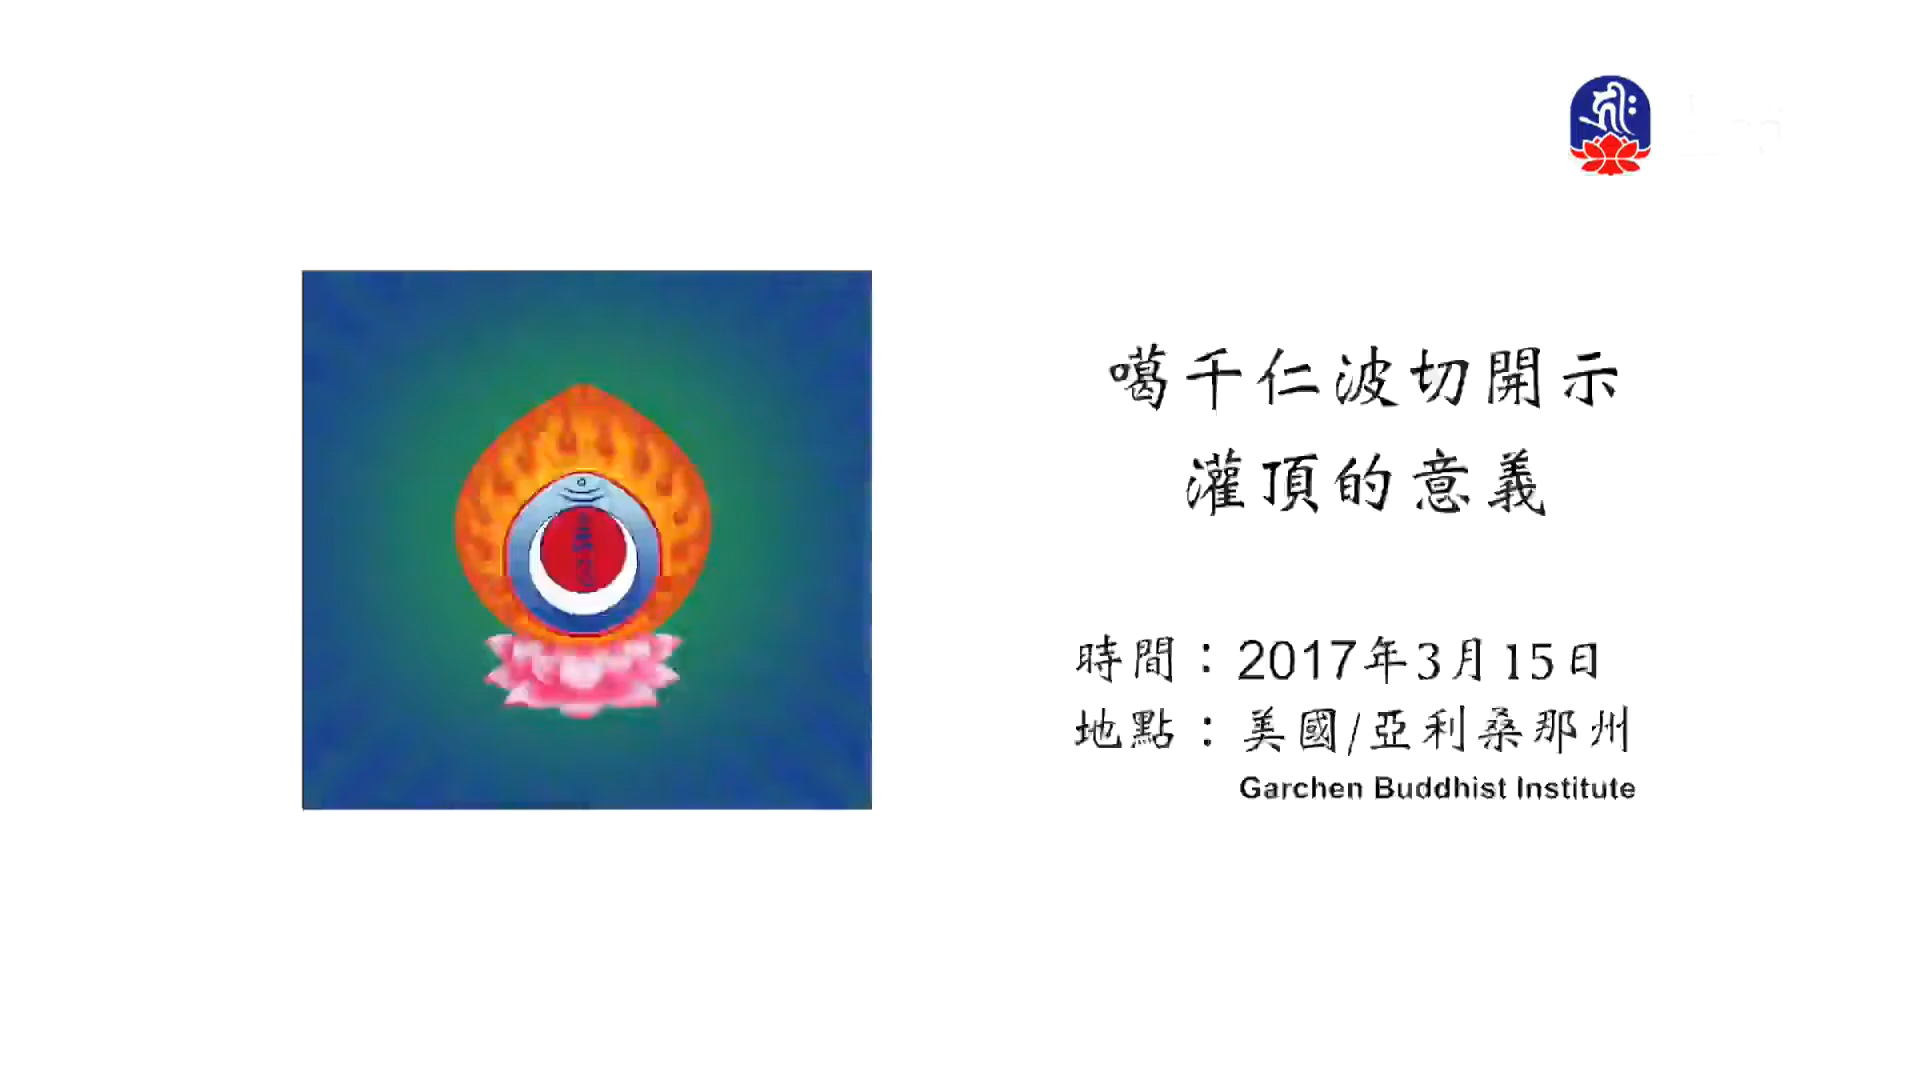 噶千仁波切開示
灌頂的意義
時間：2017年3月15日
地點：美國/亞利桑那州
Garchen Buddhist Institute